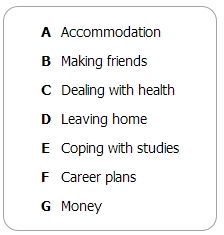 A Accommodation
B Making friends
C Dealing with health
D Leaving home
E Coping with studies
F Career plans
G Money